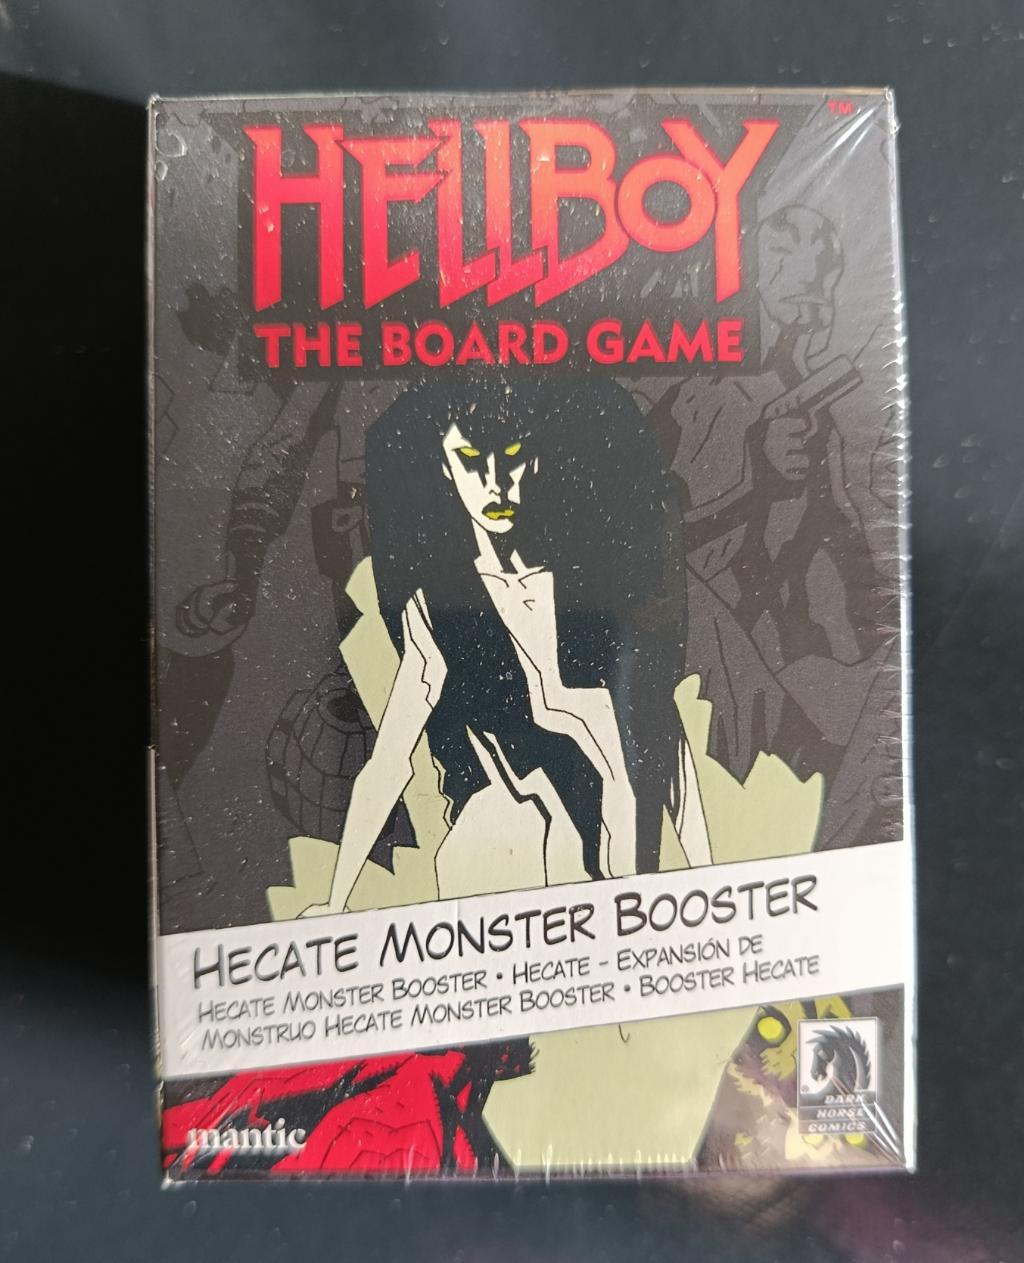 HELLBOY
TM
THE BOARD GAME
HECATE MONSTER BOOSTER
HECATE MONSTER BOOSTER • HECATE - EXPANSIÓN DE
MONSTRUO HECATE MONSTER BOOSTER • BOOSTER HECATE
mantic
DARK
HORSE
COMICS